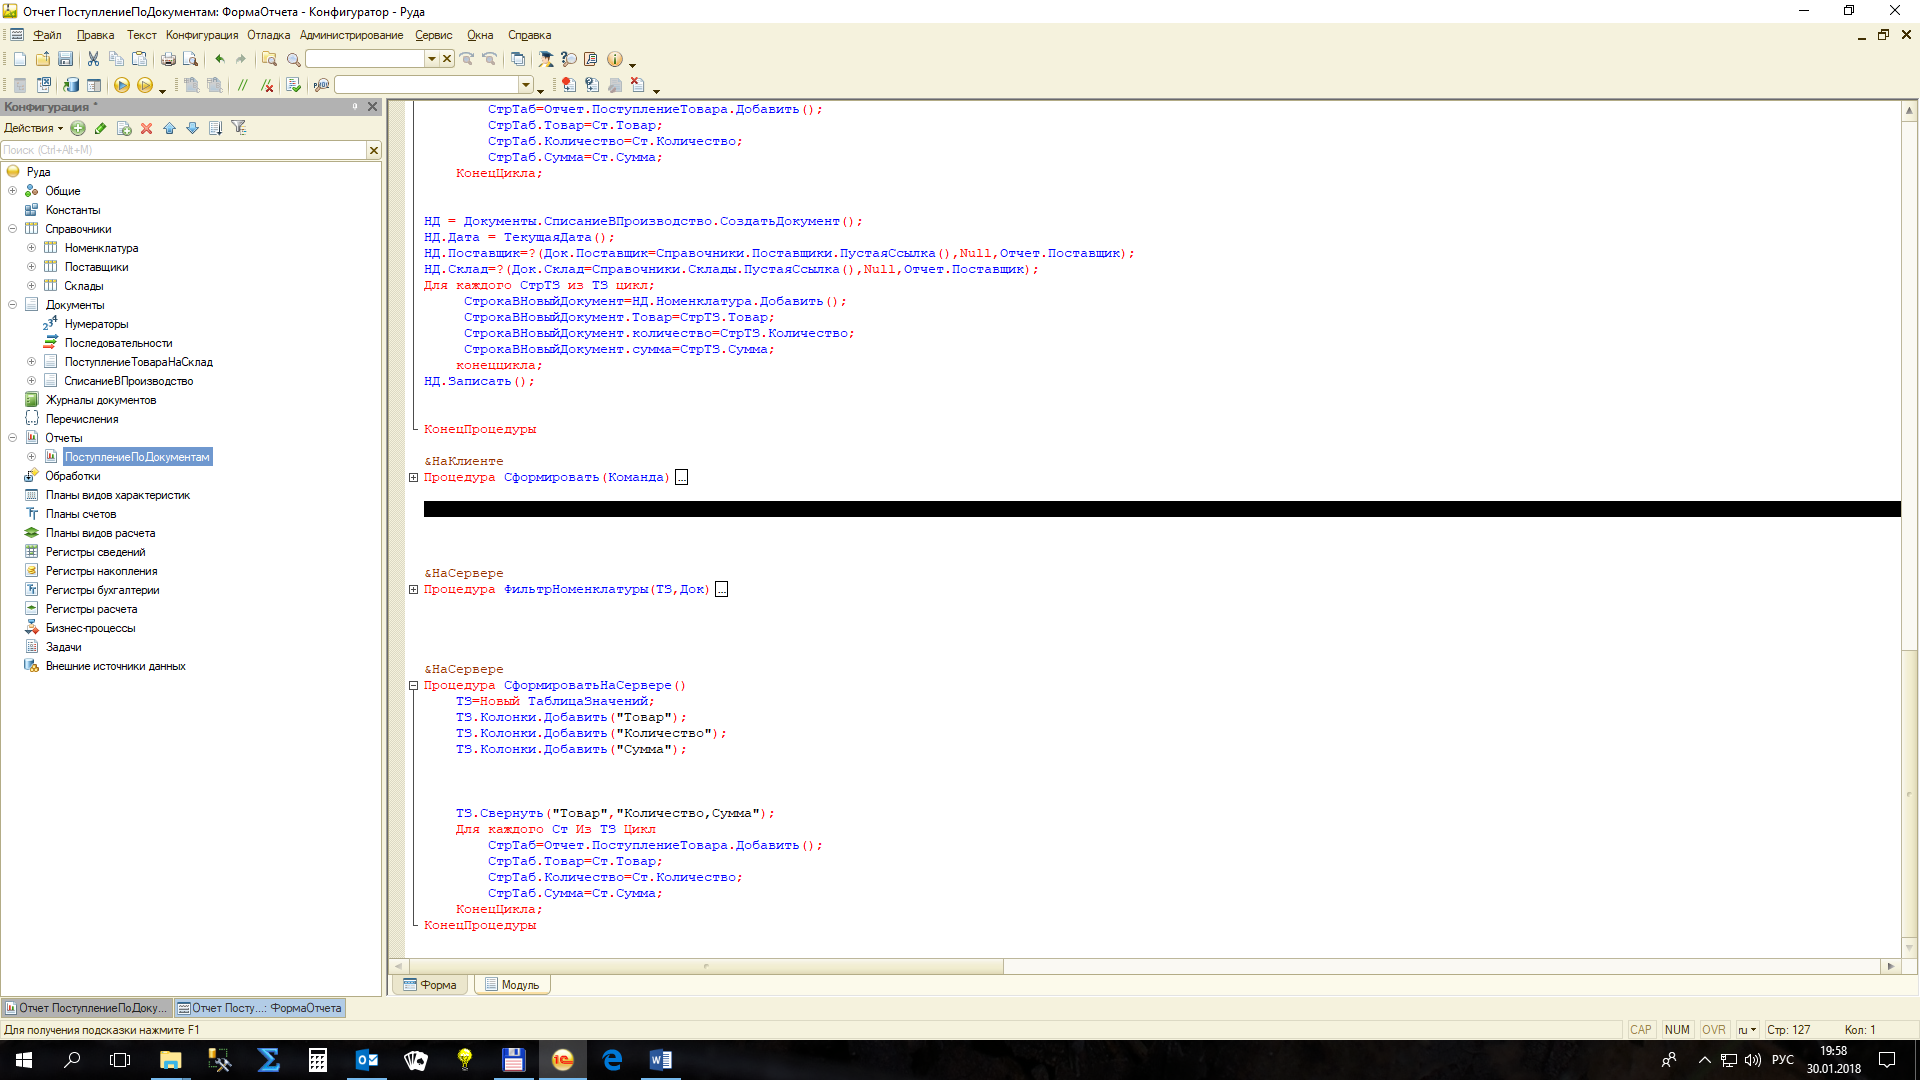 Отчет ПоступлениеПоДокументам: ФормаОтчета - Конфигуратор - Руда
Файл Правка Текст Конфигурация Отладка Администрирование Сервис Окна Справка
Конфигурация *
Действия
Поиск (Ctrl+Alt+M)
Руда
Общие
Константы
Справочники
Номенклатура
Поставщики
Склады
Документы
Нумераторы
Последовательности
ПоступлениеТовараНаСклад
СписаниеВПроизводство
Журналы документов
Перечисления
Отчеты
ПоступлениеПоДокументам
Обработки
Планы видов характеристик
Планы счетов
Планы видов расчета
Регистры сведений
Регистры накопления
Регистры бухгалтерии
Регистры расчета
Бизнес-процессы
Задачи
Внешние источники данных
СтрТаб=Отчет.ПоступлениеТовара.Добавить();
СтрТаб.Товар=Ст.Товар;
СтрТаб.Количество=Ст.Количество;
СтрТаб.Сумма=Ст.Сумма;
КонецЦикла;
НД = Документы.СписаниеВПроизводство.СоздатьДокумент();
НД.Дата = ТекущаяДата();
НД.Поставщик=?(Док.Поставщик=Справочники.Поставщики.ПустаяСсылка(),Null,Отчет.Поставщик);
НД.Склад=?(Док.Склад=Справочники.Склады.ПустаяСсылка(),Null,Отчет.Поставщик);
Для каждого СтрТЗ из ТЗ цикл;
СтрокаВНовыйДокумент=НД.Номенклатура.Добавить();
СтрокаВНовыйДокумент.Товар=СтрТЗ.Товар;
СтрокаВНовыйДокумент.количество=СтрТЗ.Количество;
СтрокаВНовыйДокумент.сумма=СтрТЗ.Сумма;
конеццикла;
НД.Записать();
КонецПроцедуры
&НаКлиенте
Процедура Сформировать(Команда) ...
&НаСервере
Процедура ФильтрНоменклатуры(ТЗ,Док) ...
&НаСервере
Процедура СформироватьНаСервере()
ТЗ=Новый ТаблицаЗначений;
ТЗ.Колонки.Добавить("Товар");
ТЗ.Колонки.Добавить("Количество");
ТЗ.Колонки.Добавить("Сумма");
ТЗ.Свернуть("Товар","Количество,Сумма");
Для каждого Ст Из ТЗ Цикл
СтрТаб=Отчет.ПоступлениеТовара.Добавить();
СтрТаб.Товар=Ст.Товар;
СтрТаб.Количество=Ст.Количество;
СтрТаб.Сумма=Ст.Сумма;
КонецЦикла;
КонецПроцедуры
Форма Модуль
Отчет ПоступлениеПоДоку... Отчет Посту...: ФормаОтчета
Для получения подсказки нажмите F1 CAP NUM OVR ru Стр: 127 Кол: 1
РУС 19:58
30.01.2018